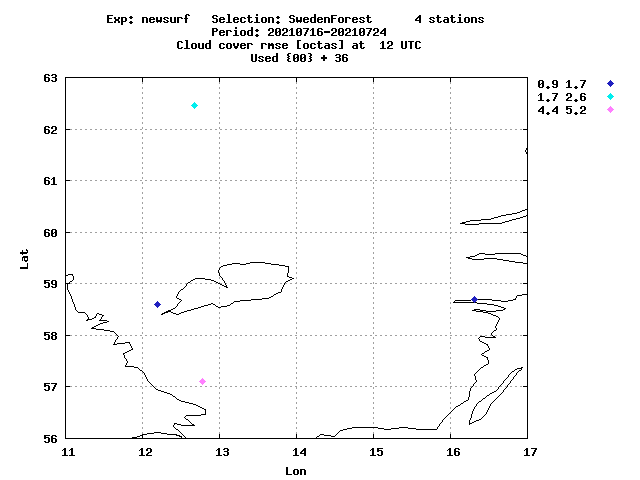 Exp: newsurf Selection: SwedenForest 4 stations
Period: 20210716-20210724
Cloud cover rmse [octas] at 12 UTC
Used {00} + 36
63
62
61
60
59
58
57
56
Lat
11 12 13 14 15 16 17
Lon
0.9 1.7
1.7 2.6
4.4 5.2